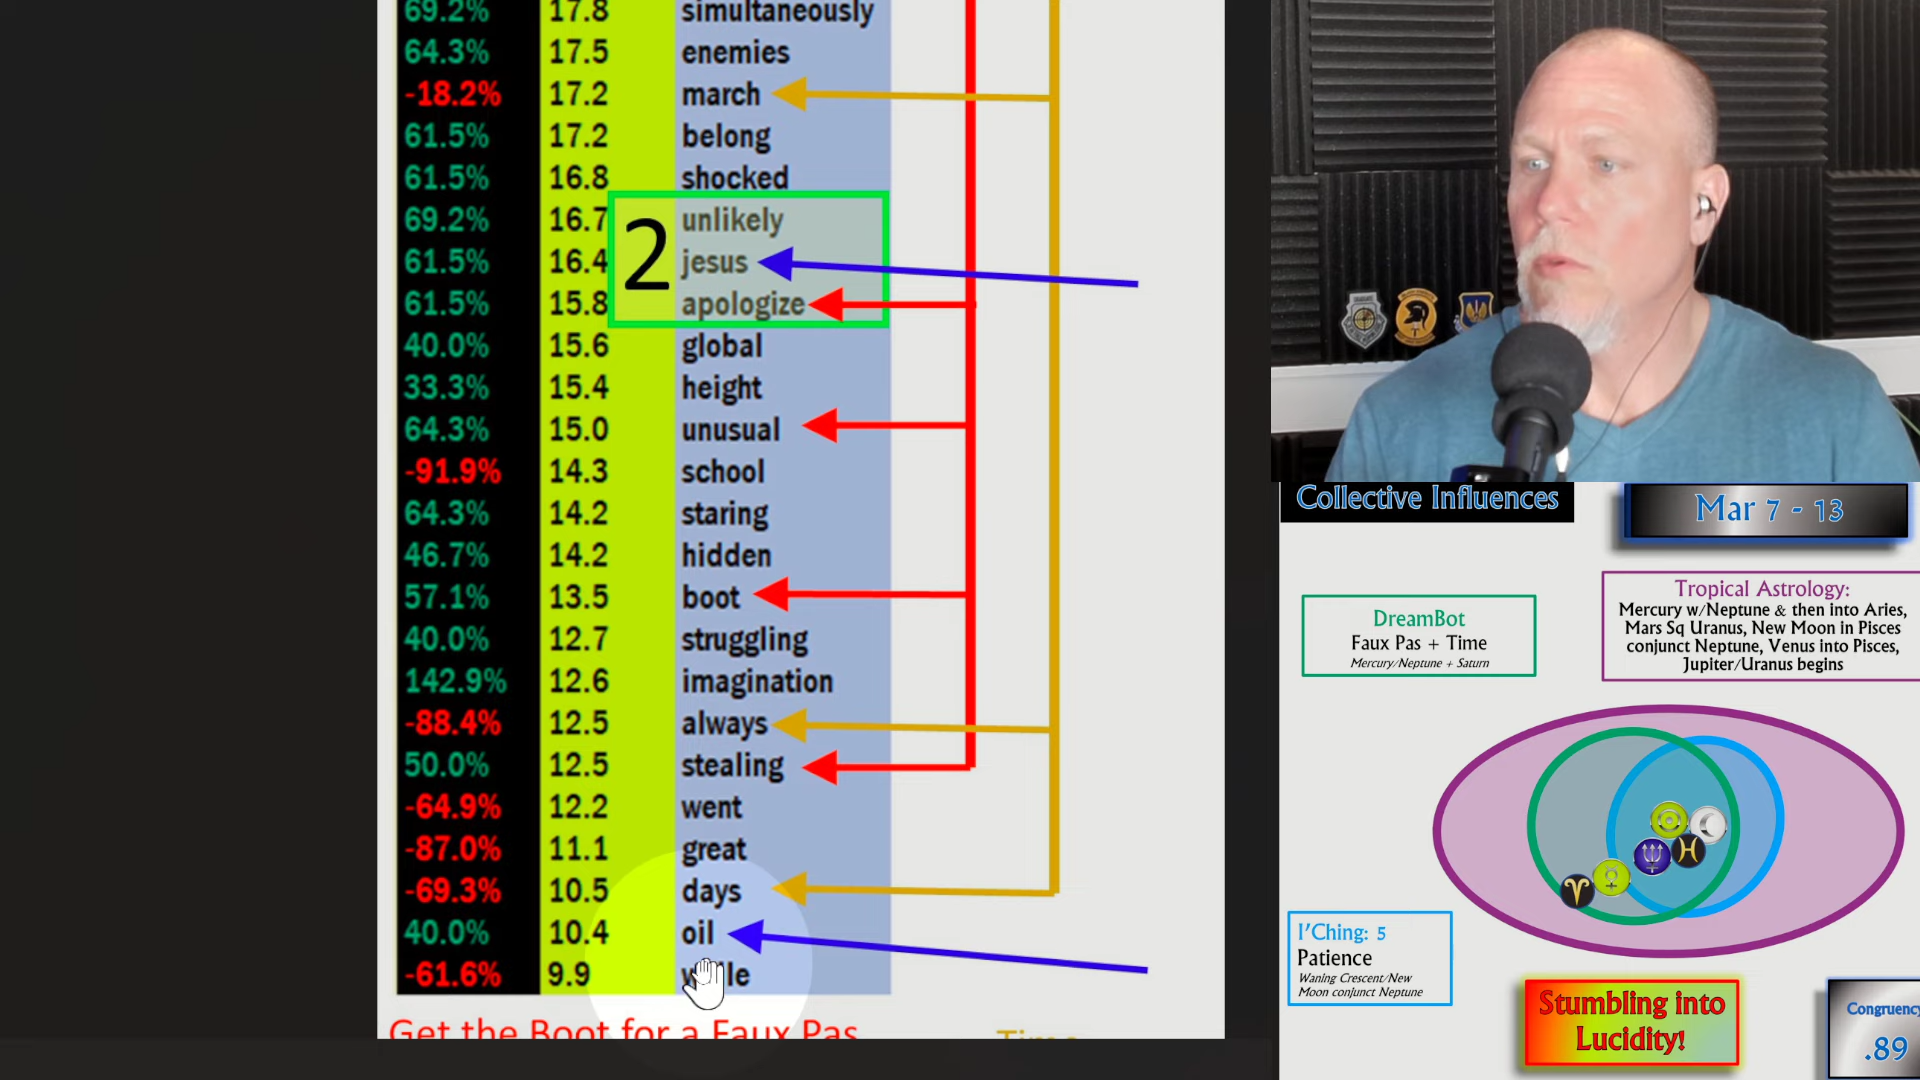 69.2% 17.8 simultaneously
64.3% 17.5 enemies
-18.2% 17.2 march
61.5% 17.2 belong
61.5% 16.8 shocked
69.2% 16.7 unlikely
2
61.5% 16.4 jesus
61.5% 15.8 apologize
40.0% 15.6 global
33.3% 15.4 height
64.3% 15.0 unusual
-91.9% 14.3 school
64.3% 14.2 staring
46.7% 14.2 hidden
57.1% 13.5 boot
40.0% 12.7 struggling
142.9% 12.6 imagination
-88.4% 12.5 always
50.0% 12.5 stealing
-64.9% 12.2 went
-87.0% 11.1 great
-69.3% 10.5 days
40.0% 10.4 oil
-61.6% 9.9
Get the Boot for a Faux Pas
Time
Collective Influences
Mar 7 - 13
DreamBot
Faux Pas + Time
Mercury/Neptune + Saturn
Tropical Astrology:
Mercury w/Neptune & then into Aries,
Mars Sq Uranus, New Moon in Pisces
conjunct Neptune, Venus into Pisces,
Jupiter/Uranus begins
I'Ching: 5
Patience
Waning Crescent/New
Moon conjunct Neptune
Stumbling into
Lucidity!
Congruency
.89